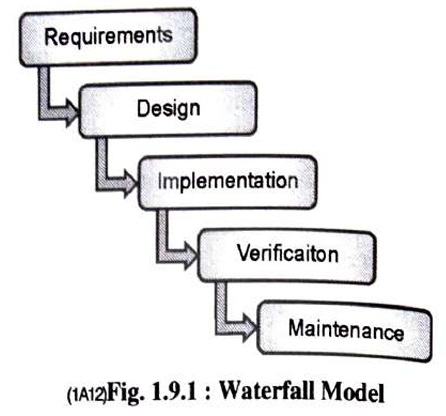 Requirements
Design
Implementation
Verificaiton
Maintenance
(1A12)Fig. 1.9.1 : Waterfall Model